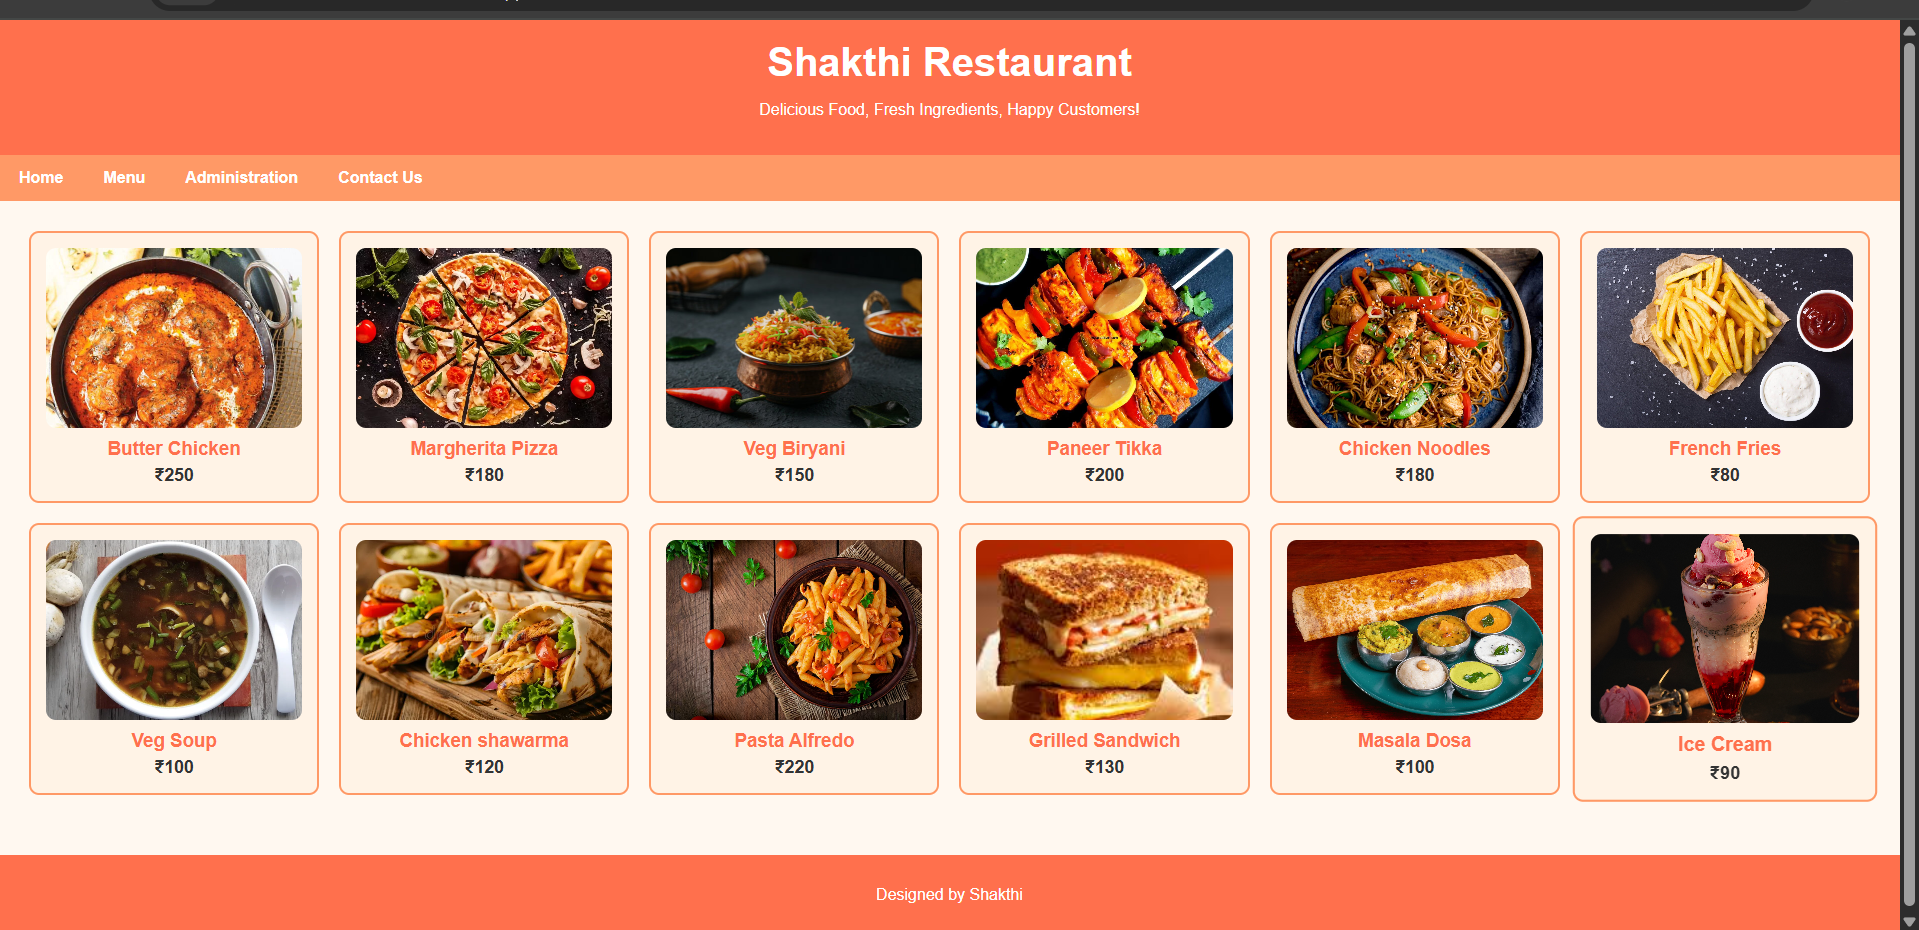 Shakthi Restaurant
Delicious Food, Fresh Ingredients, Happy Customers!
Home Menu Administration Contact Us
Butter Chicken
₹250
Margherita Pizza
₹180
Veg Biryani
₹150
Paneer Tikka
₹200
Chicken Noodles
₹180
French Fries
₹80
Veg Soup
₹100
Chicken shawarma
₹120
Pasta Alfredo
₹220
Grilled Sandwich
₹130
Masala Dosa
₹100
Ice Cream
₹90
Designed by Shakthi